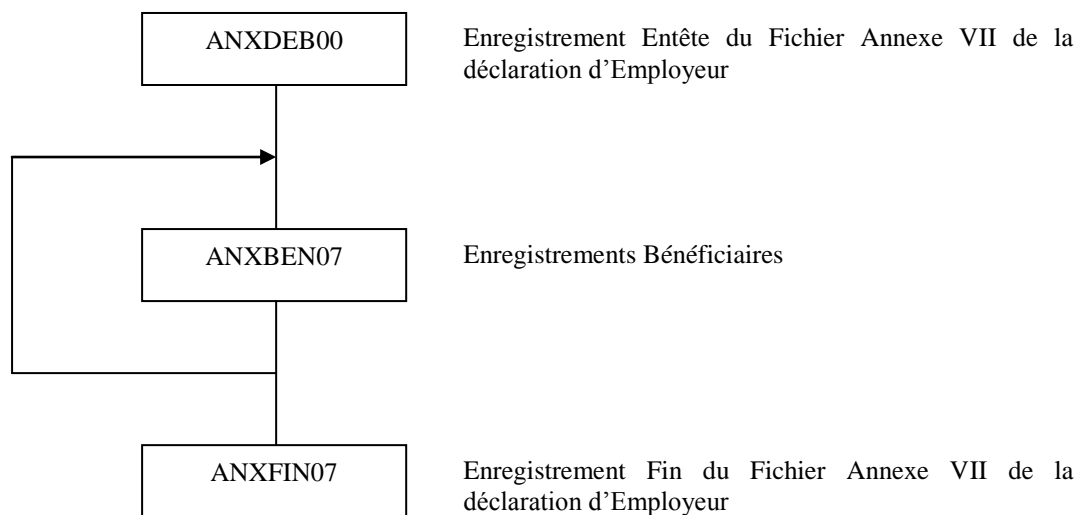 ANXDEB00
Enregistrement Entête du Fichier Annexe VII de la
déclaration d’Employeur
ANXBEN07
Enregistrements Bénéficiaires
ANXFIN07
Enregistrement Fin du Fichier Annexe VII de la
déclaration d’Employeur